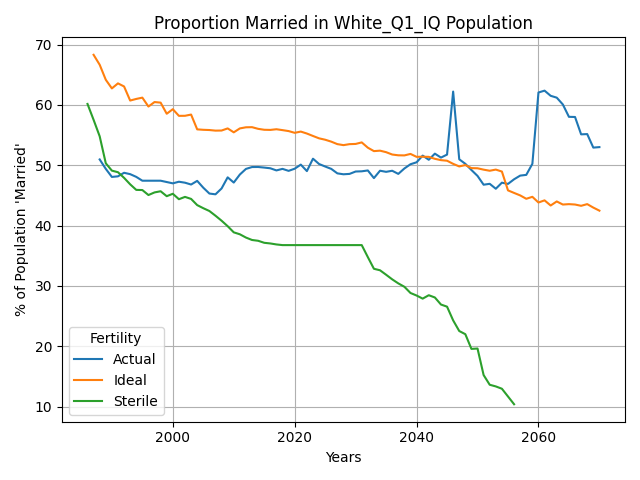 Proportion Married in White_Q1_IQ Population
% of Population 'Married'
70
60
50
40
30
20
10
Fertility
Actual
Ideal
Sterile
2000
2020
2040
2060
Years